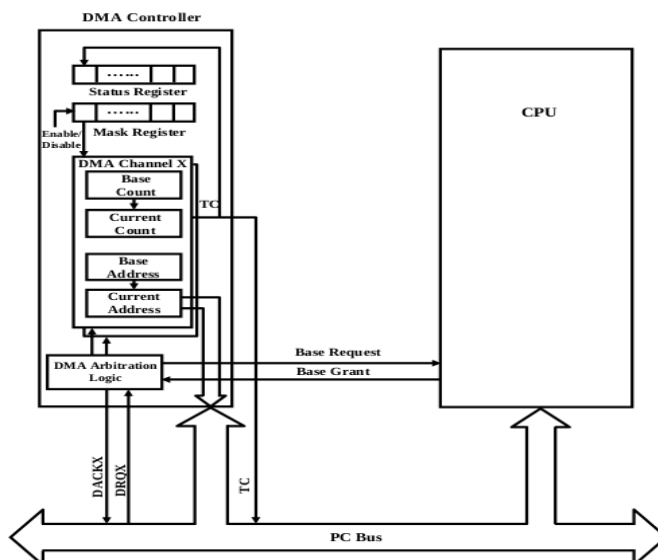 DMA Controller
......
Status Register
......
Mask Register
Enable/
Disable
DMA Channel X
Base
Count
TC
Current
Count
Base
Address
Current
Address
DMA Arbitration
Logic
Base Request
Base Grant
CPU
DACKX
DRQX
TC
PC Bus